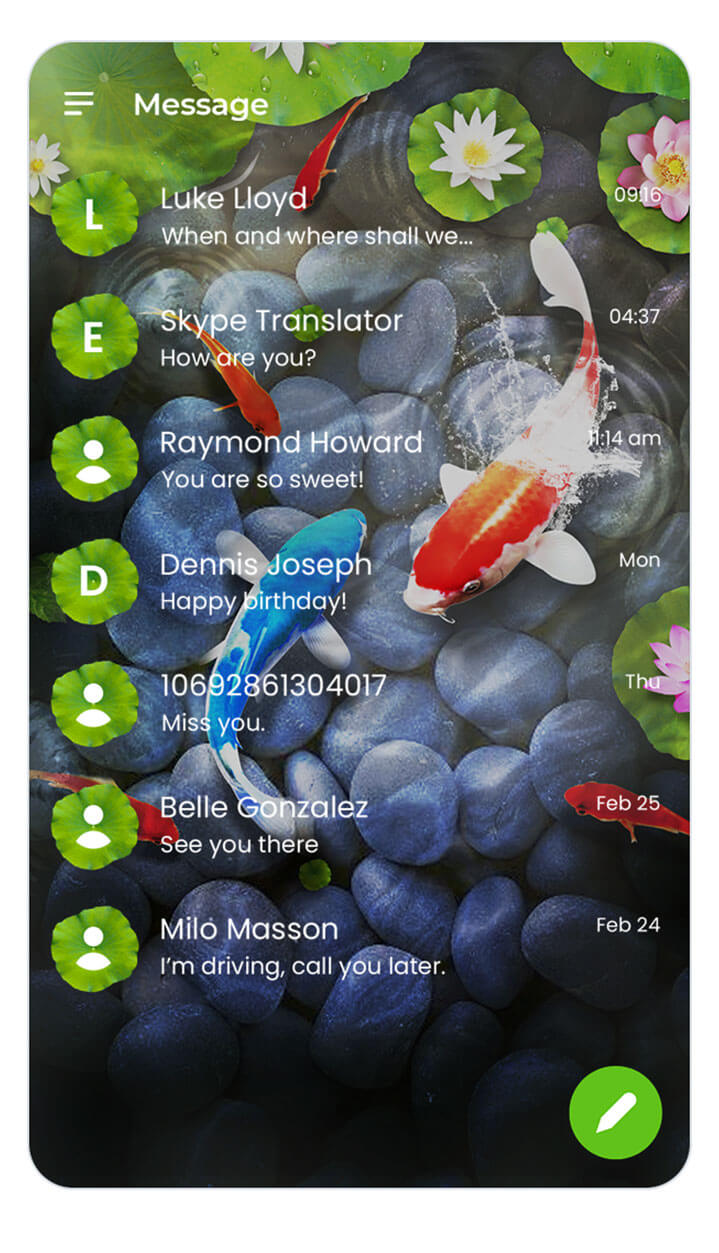 Message
L
Luke Lloyd
09:16
When and where shall we...
E
Skype Translator
04:37
How are you?
Raymond Howard
11:14 am
You are so sweet!
D
Dennis Joseph
Mon
Happy birthday!
10692861304017
Thu
Miss you.
Belle Gonzalez
Feb 25
See you there
Milo Masson
Feb 24
I'm driving, call you later.